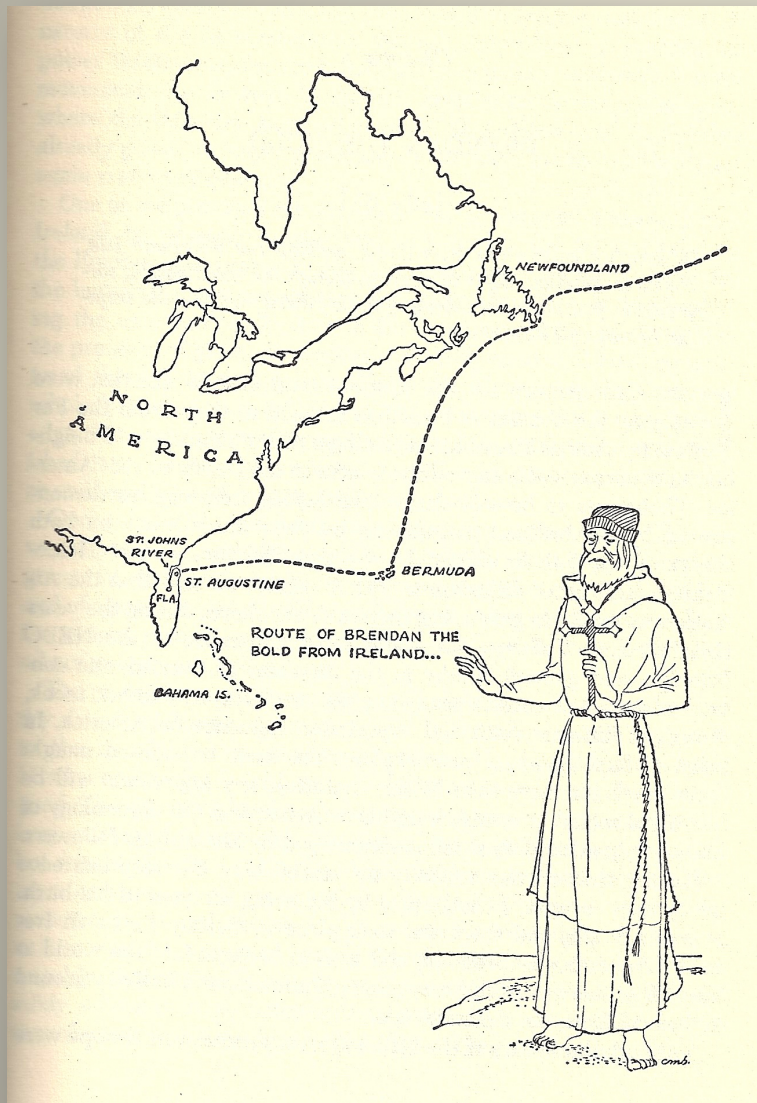 NEWFOUNDLAND
NORTH
AMERICA
ST. JOHNS
RIVER
ST. AUGUSTINE
FLA.
BERMUDA
ROUTE OF BRENDAN THE
BOLD FROM IRELAND...
BAHAMA IS.
cmb.